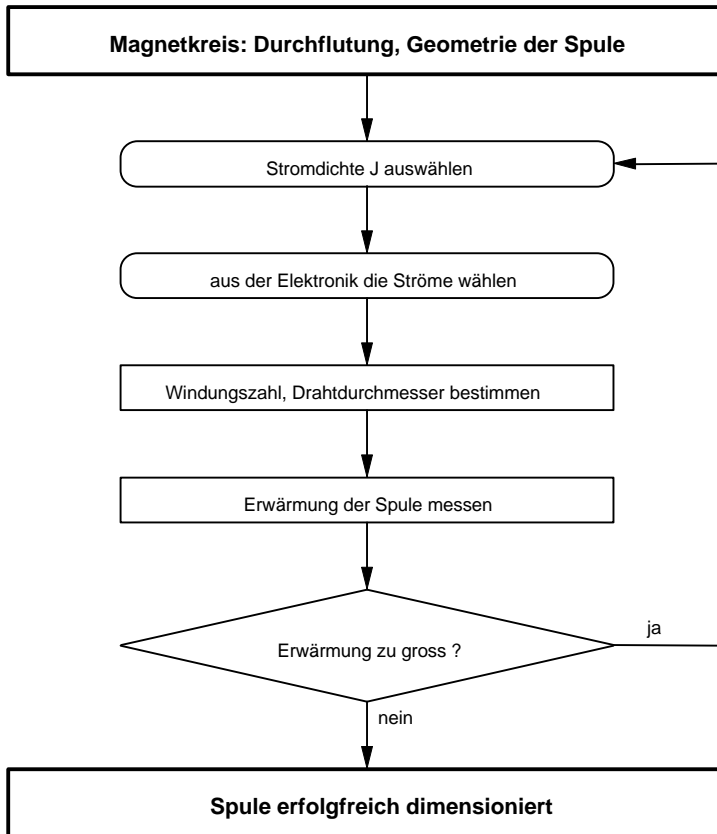 Magnetkreis: Durchflutung, Geometrie der Spule
Stromdichte J auswählen
aus der Elektronik die Ströme wählen
Windungszahl, Drahtdurchmesser bestimmen
Erwärmung der Spule messen
Erwärmung zu gross ?
ja
nein
Spule erfolgfreich dimensioniert